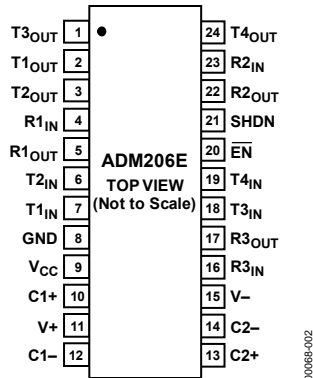 T3OUT 1 24 T4OUT
T1OUT 2 23 R2IN
T2OUT 3 22 R2OUT
R1IN 4 21 SHDN
R1OUT 5 20 E̅N̅
T2IN 6 19 T4IN
T1IN 7 18 T3IN
GND 8 17 R3OUT
VCC 9 16 R3IN
C1+ 10 15 V–
V+ 11 14 C2–
C1– 12 13 C2+
ADM206E
TOP VIEW
(Not to Scale)
00068-002